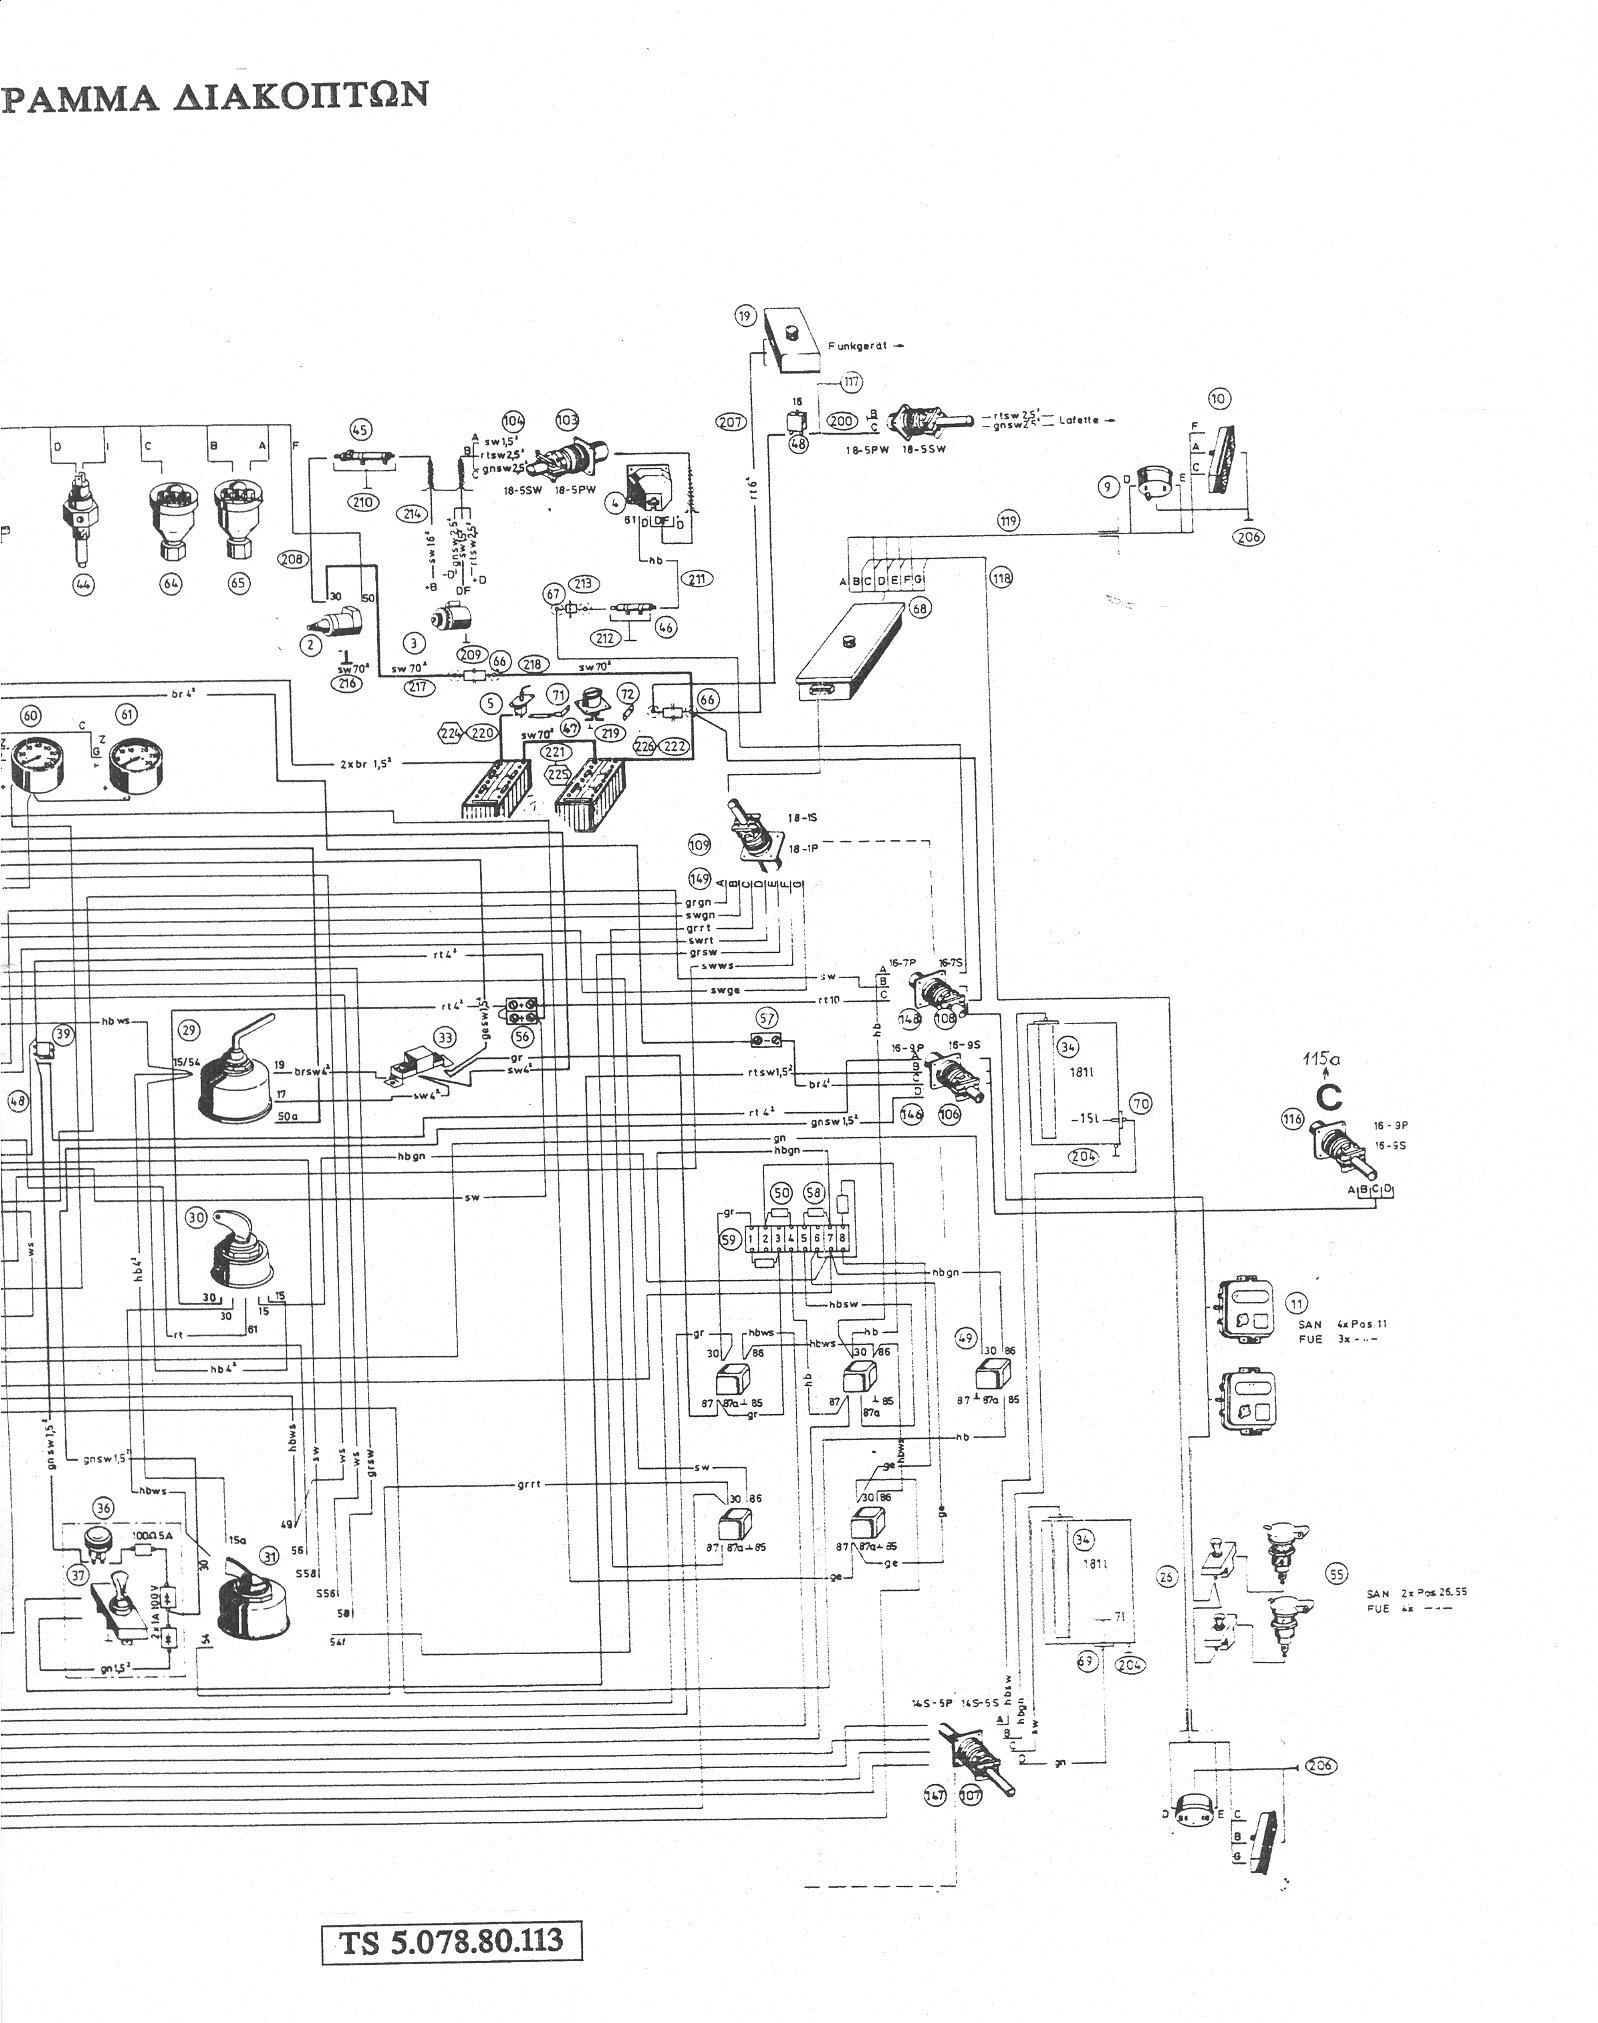 ΡΑΜΜΑ ΔΙΑΚΟΠΤΩΝ
19
Funkgerät
117
16
207
48
200
B
C
rtsw 2,5²
gnsw 2,5²
Lafette
18-5PW 18-5SW
10
F
A
C
9
D
E
206
119
118
rt6²
D I C B A F
44
64
65
45
210
208
214
104
103
A sw 1,5²
B rtsw 2,5²
C gnsw 2,5²
18-5SW 18-5PW
4
61 D DF D
hb
211
sw 16²
gnsw 2,5²
sw 1,5²
rtsw 2,5²
+B -D DF +D
30
50
2
sw 70²
216
3
209
67
213
212
46
A B C D E F G
68
sw 70²
217
66
218
sw 70²
br 4²
60
61
C
Z
G
5
71
47
72
66
224
220
219
226
222
sw 70²
221
225
2xbr 1,5²
109
18-1S
18-1P
149
A B C D E F G
grgn
swgn
grrt
swrt
grsw
swws
swge
rt 4²
sw
rt 10
A
B
C
16-7P 16-7S
148
108
hb
39
hb ws
29
15/54
19
brsw 4²
17
50a
rt 4²
gesw 1,5²
56
33
gr
sw 4²
sw 4²
57
rtsw 1,5²
br 4²
16-9P 16-9S
A
B
C
D
146
106
rt 4²
gnsw 1,5²
48
34
181l
70
-15l
204
115a
C
116
16-9P
16-9S
A B C D
gn
hbgn
hbgn
sw
50
58
gr
59
1 2 3 4 5 6 7 8
ws
hb 4²
30
30
30
15
15
61
rt
hb 4²
hbgn
hbsw
gr
hbws
hb
hbws
49
30 86
30 86
30 86
87 87a 85
87 85
87a
87 87a 85
gr
hb
hb
11
SAN 4xPos.11
FUE 3x -..-
gnsw 1,5²
gnsw 1,5²
hbws
hbws
sw
ws
ws
grsw
grrt
sw
ge
hbws
30 86
30 86
87 87a 85
87 85
ge
ge
ge
36
100Ω 5A
37
2x1A 100V
gn 1,5²
15a
30
31
54
49
56
S58
S56
58
54f
34
181l
7l
69
204
26
55
SAN 2xPos.26.55
FUE 4x -..-
14S-5P 14S-5S
A
B
C
D
hbsw
hbgn
sw
gn
147
107
206
D
E
C
B
G
TS 5.078.80.113